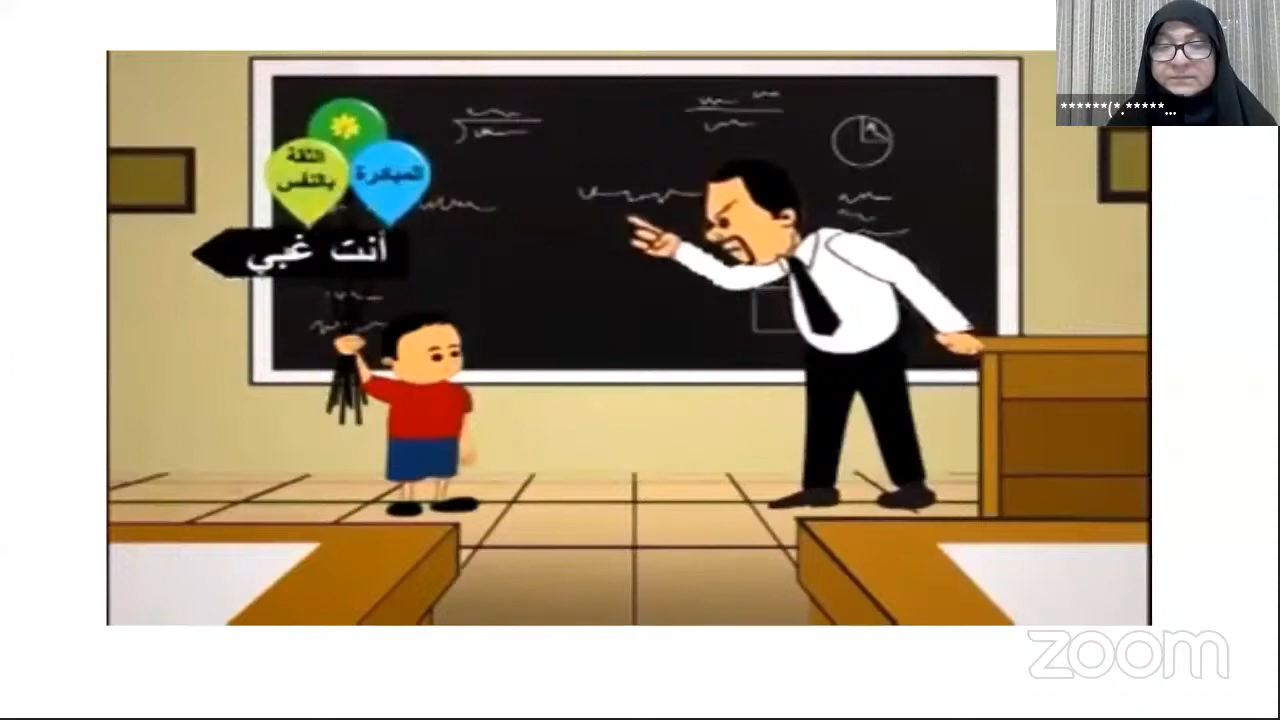 الثقة
بالنفس
المبادرة
أنت غبي
******(*.*****...
zoom